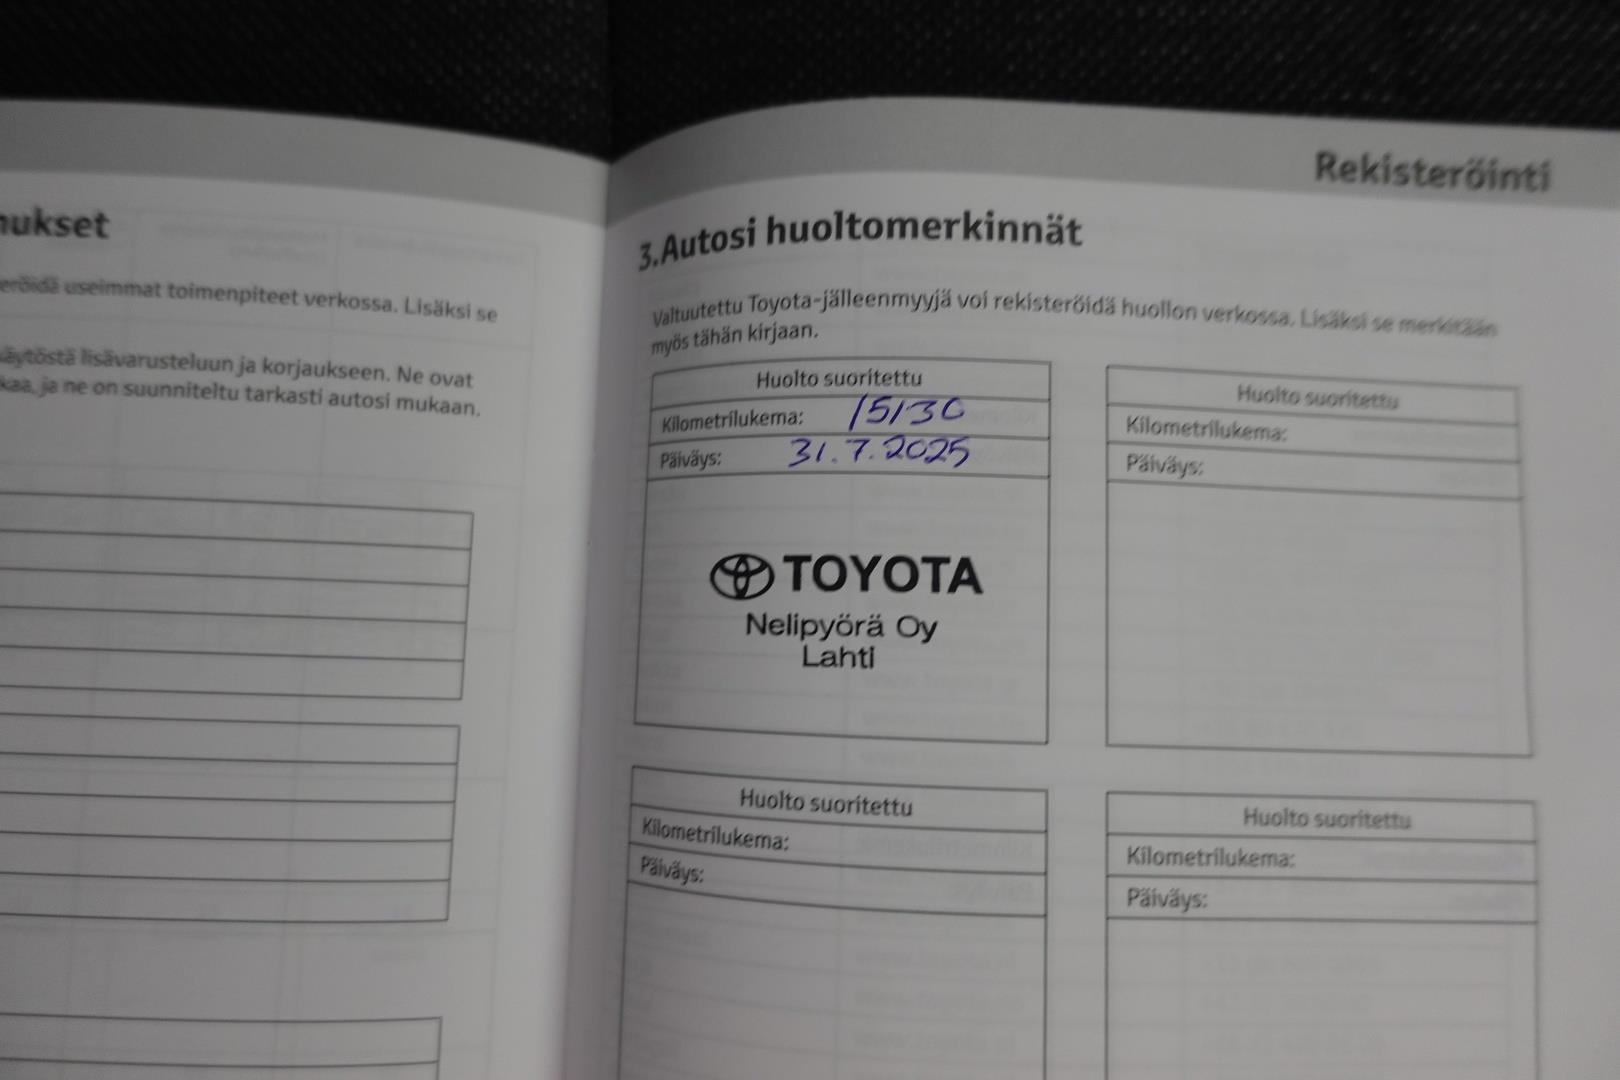 mukset
eröidä useimmat toimenpiteet verkossa. Lisäksi se
näytöstä lisävarusteluun ja korjaukseen. Ne ovat
kaa, ja ne on suunniteltu tarkasti autosi mukaan.
Rekisteröinti
3. Autosi huoltomerkinnät
Valtuutettu Toyota-jälleenmyyjä voi rekisteröidä huollon verkossa. Lisäksi se merkitään
myös tähän kirjaan.
Huolto suoritettu
Kilometrilukema: 15130
Päiväys: 31.7.2025
TOYOTA
Nelipyörä Oy
Lahti
Huolto suoritettu
Kilometrilukema:
Päiväys:
Huolto suoritettu
Kilometrilukema:
Päiväys:
Huolto suoritettu
Kilometrilukema:
Päiväys: